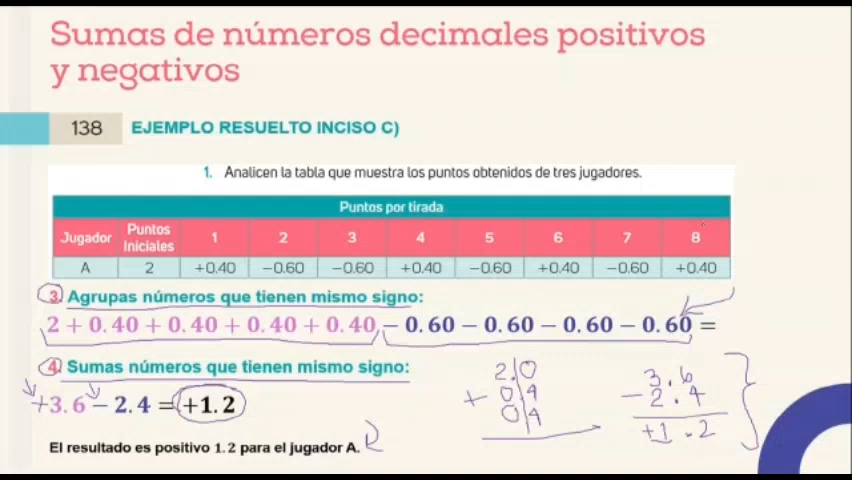 Sumas de números decimales positivos
y negativos
138 EJEMPLO RESUELTO INCISO C)
1. Analicen la tabla que muestra los puntos obtenidos de tres jugadores.
Puntos por tirada
Jugador Puntos Iniciales 1 2 3 4 5 6 7 8
A 2 +0.40 −0.60 −0.60 +0.40 −0.60 +0.40 −0.60 +0.40
3. Agrupas números que tienen mismo signo:
2 + 0.40 + 0.40 + 0.40 + 0.40 − 0.60 − 0.60 − 0.60 − 0.60 =
4. Sumas números que tienen mismo signo:
+3.6 − 2.4 = +1.2
2.0
+ 0.4
0.4
3.6
− 2.4
+1.2
El resultado es positivo 1.2 para el jugador A.